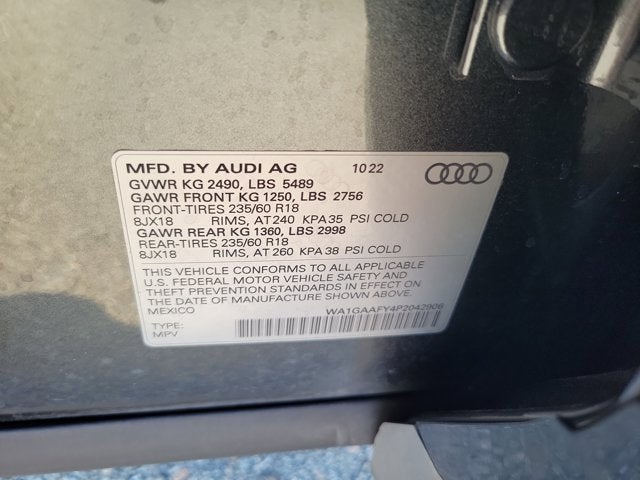 MFD. BY AUDI AG 10 22
GVWR KG 2490, LBS 5489
GAWR FRONT KG 1250, LBS 2756
FRONT-TIRES 235/60 R18
8JX18 RIMS, AT 240 KPA 35 PSI COLD
GAWR REAR KG 1360, LBS 2998
REAR-TIRES 235/60 R18
8JX18 RIMS, AT 260 KPA 38 PSI COLD
THIS VEHICLE CONFORMS TO ALL APPLICABLE
U.S. FEDERAL MOTOR VEHICLE SAFETY AND
THEFT PREVENTION STANDARDS IN EFFECT ON
THE DATE OF MANUFACTURE SHOWN ABOVE.
MEXICO WA1GAAFY4P2042906
TYPE:
MPV